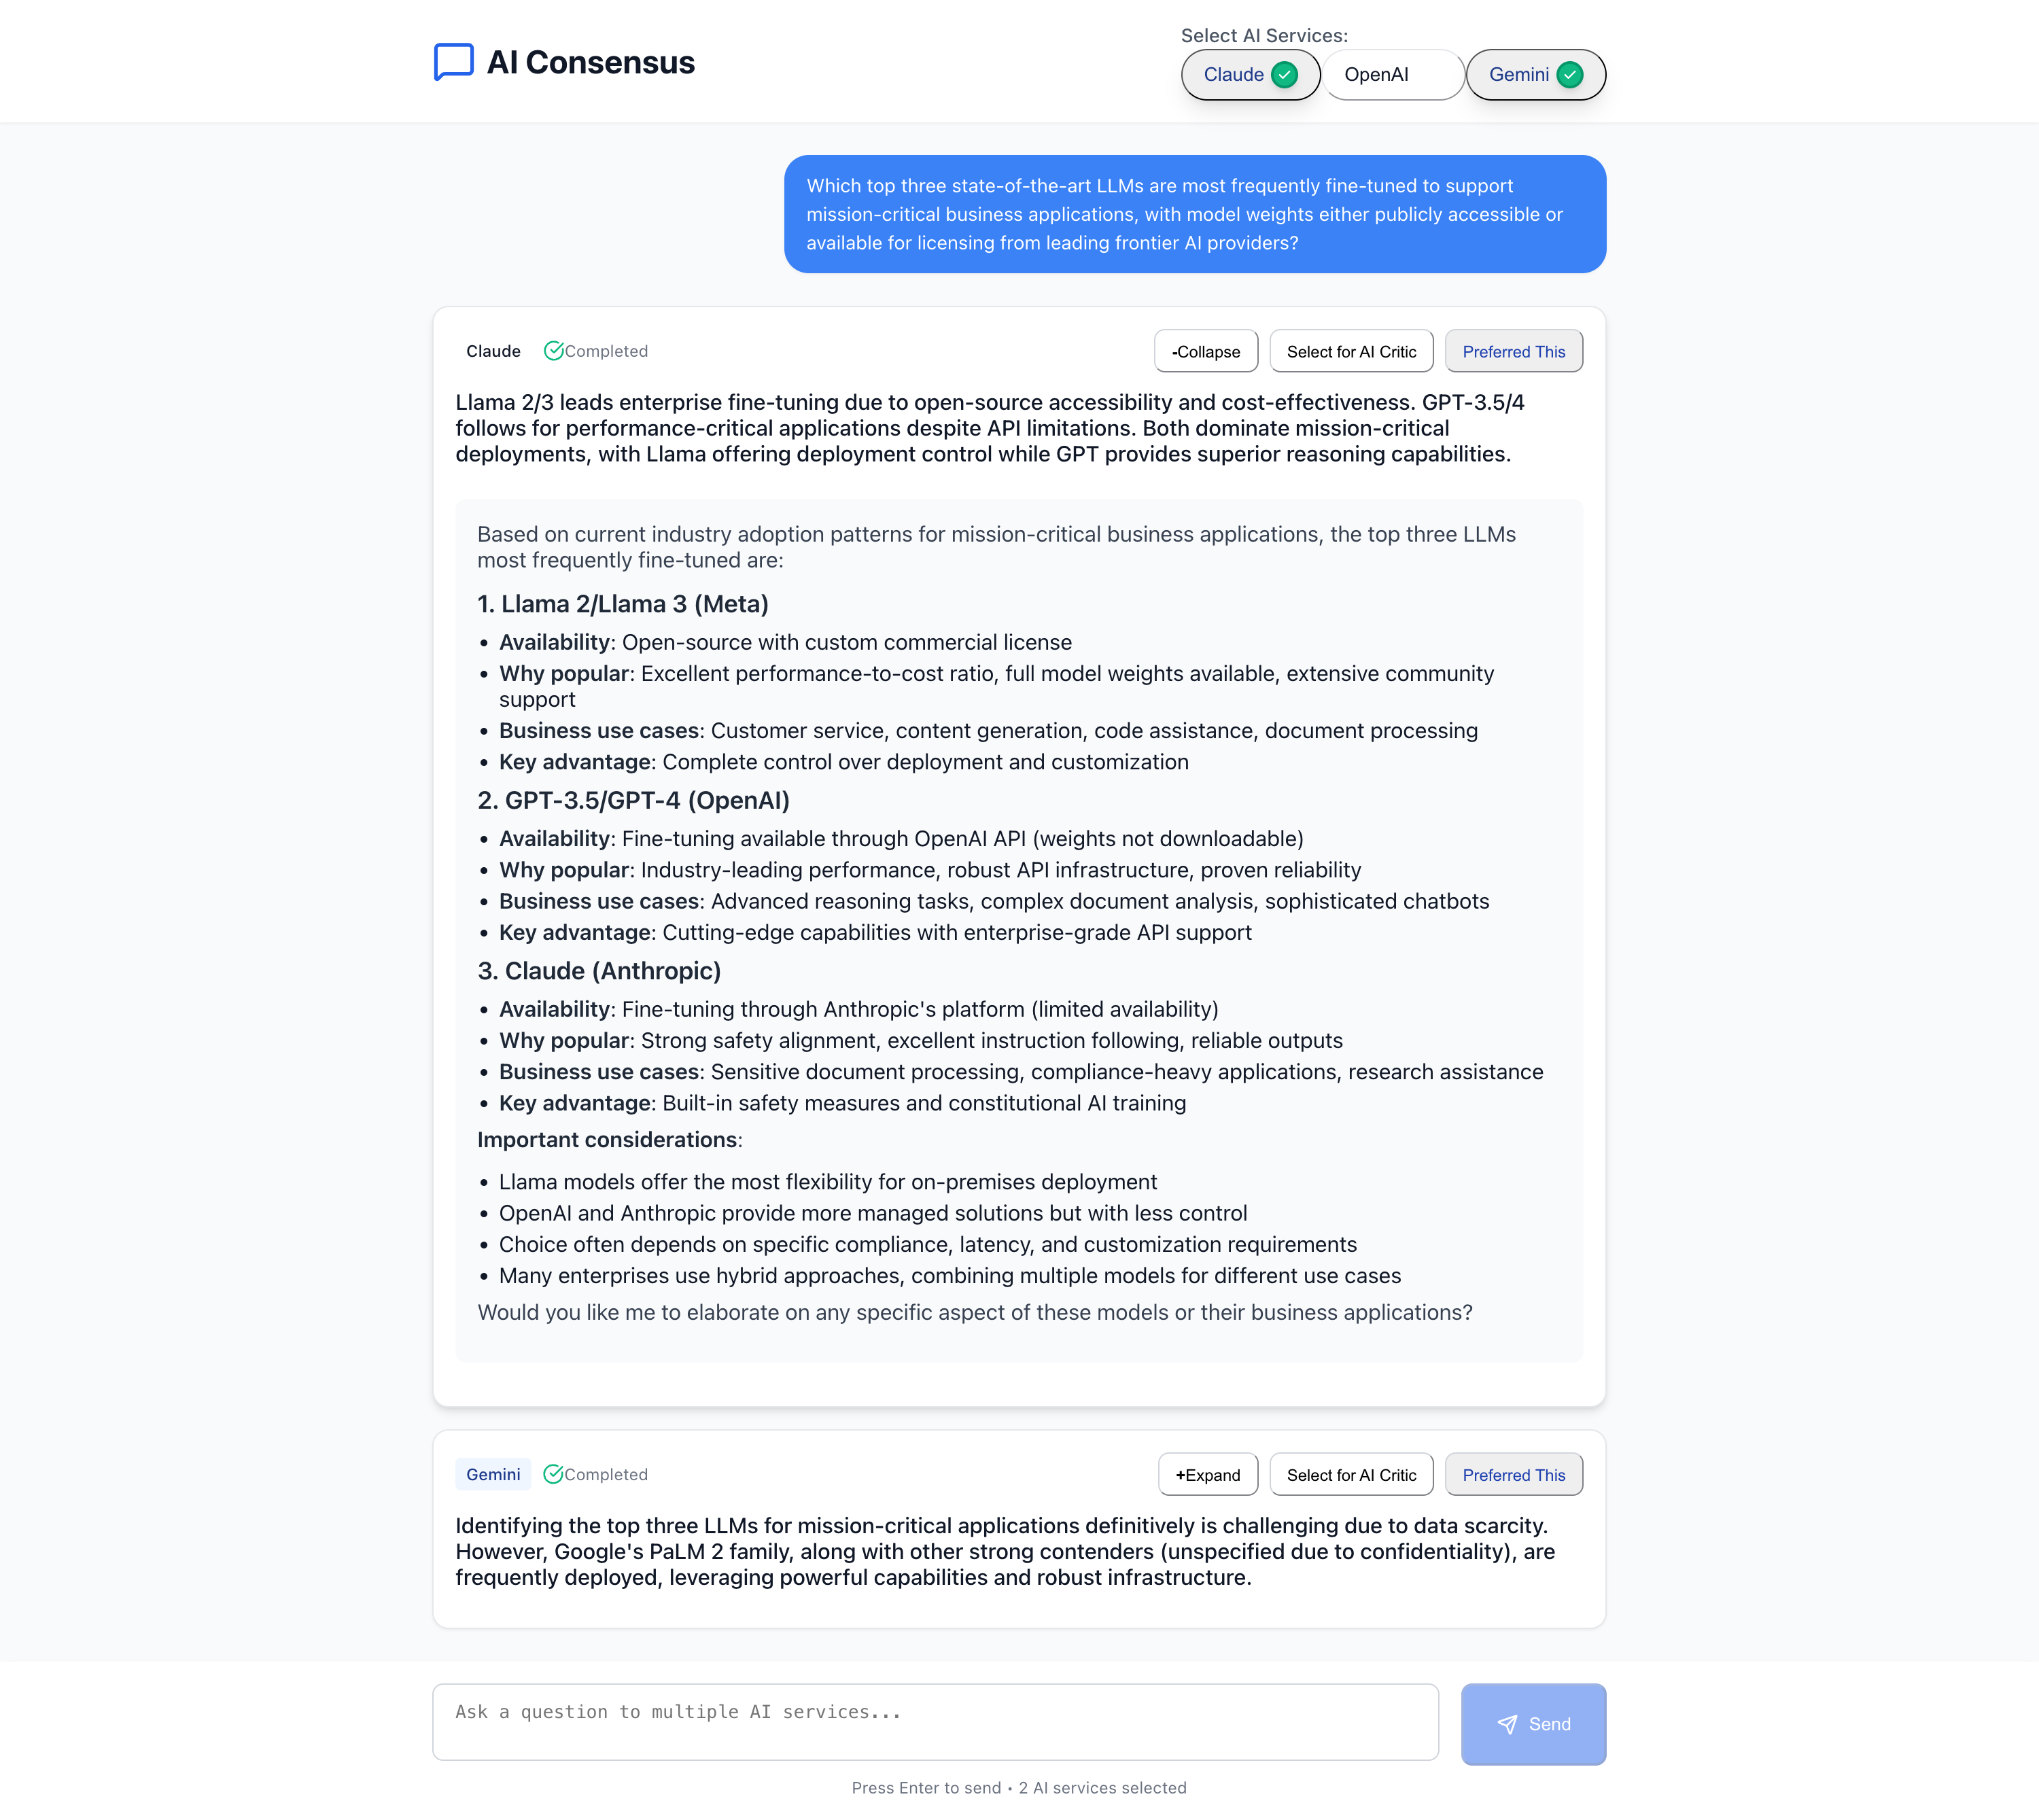 AI Consensus
Select AI Services:
Claude
OpenAI
Gemini
Which top three state-of-the-art LLMs are most frequently fine-tuned to support
mission-critical business applications, with model weights either publicly accessible or
available for licensing from leading frontier AI providers?
Claude
Completed
-Collapse
Select for AI Critic
Preferred This
Llama 2/3 leads enterprise fine-tuning due to open-source accessibility and cost-effectiveness. GPT-3.5/4
follows for performance-critical applications despite API limitations. Both dominate mission-critical
deployments, with Llama offering deployment control while GPT provides superior reasoning capabilities.
Based on current industry adoption patterns for mission-critical business applications, the top three LLMs
most frequently fine-tuned are:
1. Llama 2/Llama 3 (Meta)
• Availability: Open-source with custom commercial license
• Why popular: Excellent performance-to-cost ratio, full model weights available, extensive community
support
• Business use cases: Customer service, content generation, code assistance, document processing
• Key advantage: Complete control over deployment and customization
2. GPT-3.5/GPT-4 (OpenAI)
• Availability: Fine-tuning available through OpenAI API (weights not downloadable)
• Why popular: Industry-leading performance, robust API infrastructure, proven reliability
• Business use cases: Advanced reasoning tasks, complex document analysis, sophisticated chatbots
• Key advantage: Cutting-edge capabilities with enterprise-grade API support
3. Claude (Anthropic)
• Availability: Fine-tuning through Anthropic's platform (limited availability)
• Why popular: Strong safety alignment, excellent instruction following, reliable outputs
• Business use cases: Sensitive document processing, compliance-heavy applications, research assistance
• Key advantage: Built-in safety measures and constitutional AI training
Important considerations:
• Llama models offer the most flexibility for on-premises deployment
• OpenAI and Anthropic provide more managed solutions but with less control
• Choice often depends on specific compliance, latency, and customization requirements
• Many enterprises use hybrid approaches, combining multiple models for different use cases
Would you like me to elaborate on any specific aspect of these models or their business applications?
Gemini
Completed
+Expand
Select for AI Critic
Preferred This
Identifying the top three LLMs for mission-critical applications definitively is challenging due to data scarcity.
However, Google's PaLM 2 family, along with other strong contenders (unspecified due to confidentiality), are
frequently deployed, leveraging powerful capabilities and robust infrastructure.
Ask a question to multiple AI services...
Send
Press Enter to send • 2 AI services selected